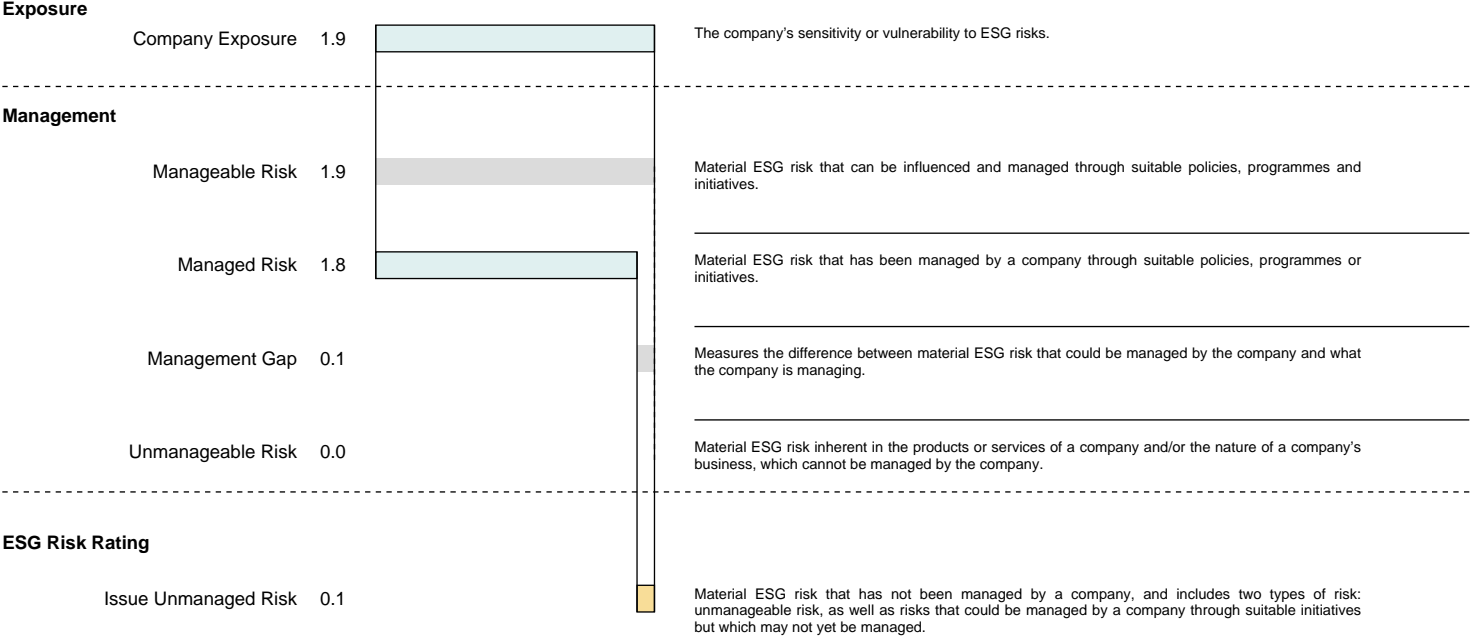 Exposure
Company Exposure 1.9
The company’s sensitivity or vulnerability to ESG risks.
Management
Manageable Risk 1.9
Material ESG risk that can be influenced and managed through suitable policies, programmes and
initiatives.
Managed Risk 1.8
Material ESG risk that has been managed by a company through suitable policies, programmes or
initiatives.
Management Gap 0.1
Measures the difference between material ESG risk that could be managed by the company and what
the company is managing.
Unmanageable Risk 0.0
Material ESG risk inherent in the products or services of a company and/or the nature of a company’s
business, which cannot be managed by the company.
ESG Risk Rating
Issue Unmanaged Risk 0.1
Material ESG risk that has not been managed by a company, and includes two types of risk:
unmanageable risk, as well as risks that could be managed by a company through suitable initiatives
but which may not yet be managed.